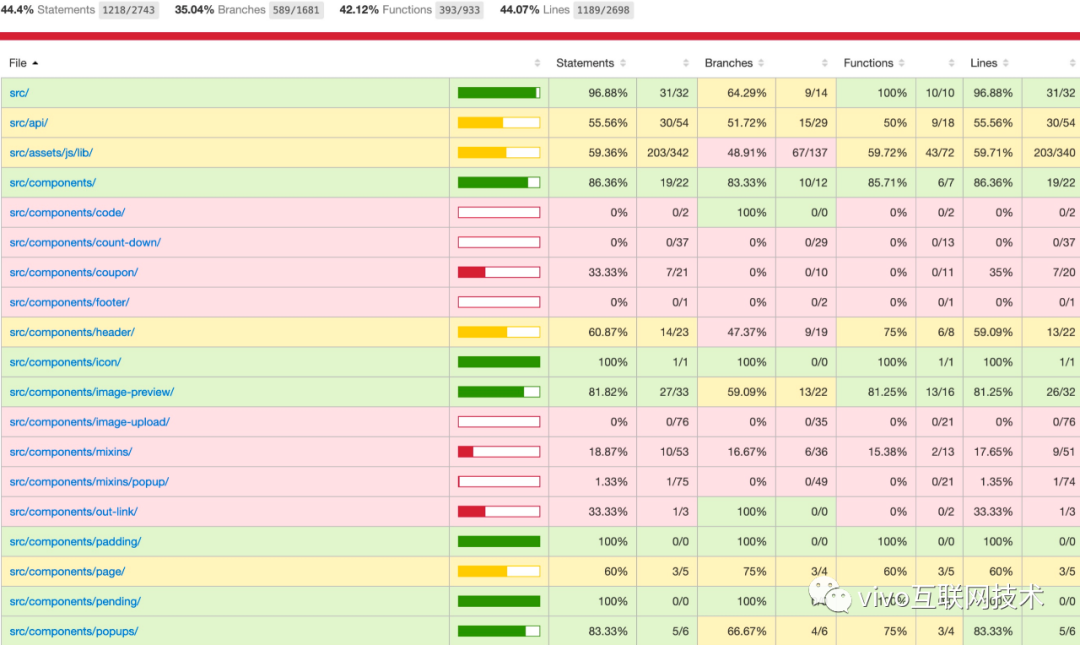 44.4% Statements 1218/2743 35.04% Branches 589/1681 42.12% Functions 393/933 44.07% Lines 1189/2698
File Statements Branches Functions Lines
src/ 96.88% 31/32 64.29% 9/14 100% 10/10 96.88% 31/32
src/api/ 55.56% 30/54 51.72% 15/29 50% 9/18 55.56% 30/54
src/assets/js/lib/ 59.36% 203/342 48.91% 67/137 59.72% 43/72 59.71% 203/340
src/components/ 86.36% 19/22 83.33% 10/12 85.71% 6/7 86.36% 19/22
src/components/code/ 0% 0/2 100% 0/0 0% 0/2 0% 0/2
src/components/count-down/ 0% 0/37 0% 0/29 0% 0/13 0% 0/37
src/components/coupon/ 33.33% 7/21 0% 0/10 0% 0/11 35% 7/20
src/components/footer/ 0% 0/1 0% 0/2 0% 0/1 0% 0/1
src/components/header/ 60.87% 14/23 47.37% 9/19 75% 6/8 59.09% 13/22
src/components/icon/ 100% 1/1 100% 0/0 100% 1/1 100% 1/1
src/components/image-preview/ 81.82% 27/33 59.09% 13/22 81.25% 13/16 81.25% 26/32
src/components/image-upload/ 0% 0/76 0% 0/35 0% 0/21 0% 0/76
src/components/mixins/ 18.87% 10/53 16.67% 6/36 15.38% 2/13 17.65% 9/51
src/components/mixins/popup/ 1.33% 1/75 0% 0/49 0% 0/21 1.35% 1/74
src/components/out-link/ 33.33% 1/3 100% 0/0 0% 0/2 33.33% 1/3
src/components/padding/ 100% 0/0 100% 0/0 100% 0/0 100% 0/0
src/components/page/ 60% 3/5 75% 3/4 60% 3/5 60% 3/5
src/components/pending/ 100% 0/0 100% 0/0
vivo互联网技术
src/components/popups/ 83.33% 5/6 66.67% 4/6 75% 3/4 83.33% 5/6